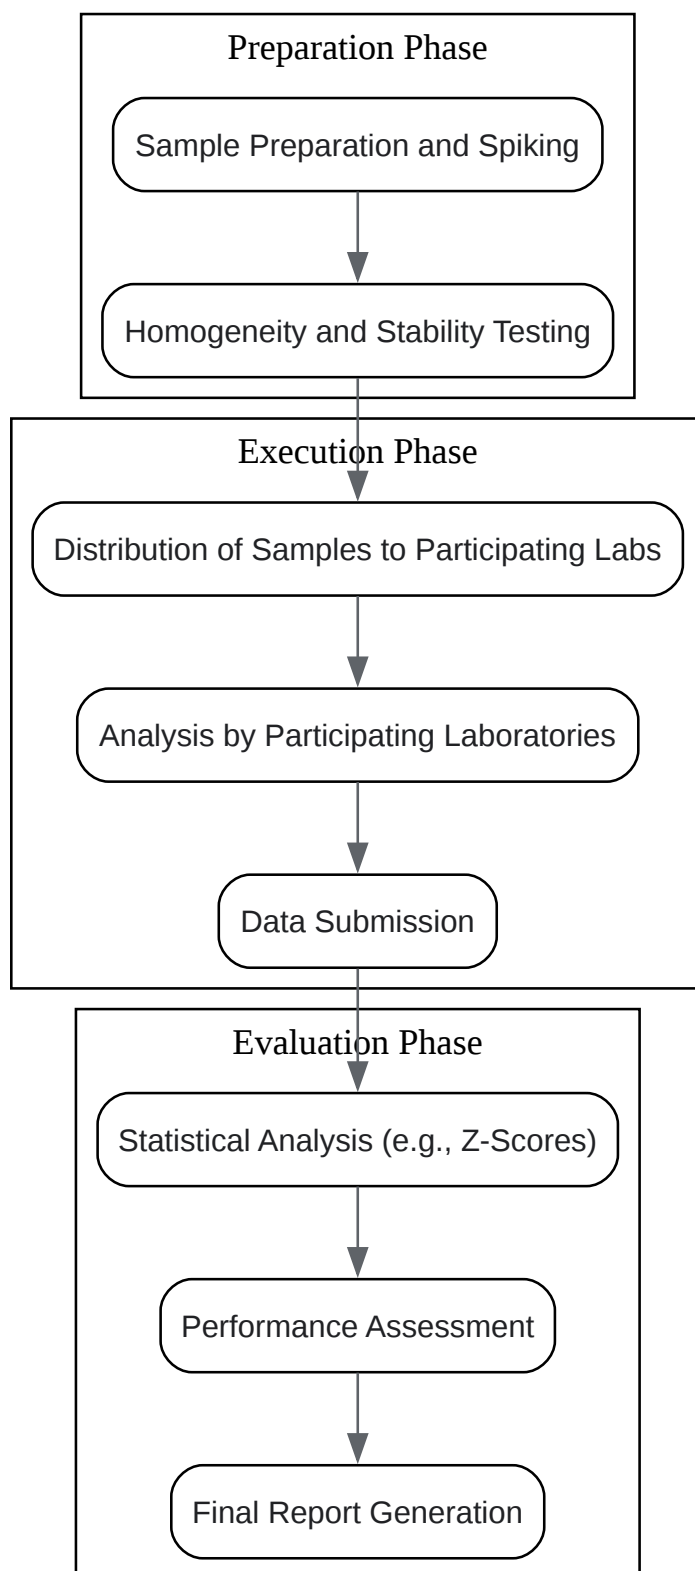 Preparation Phase
Sample Preparation and Spiking
Homogeneity and Stability Testing
Execution Phase
Distribution of Samples to Participating Labs
Analysis by Participating Laboratories
Data Submission
Evaluation Phase
Statistical Analysis (e.g., Z-Scores)
Performance Assessment
Final Report Generation